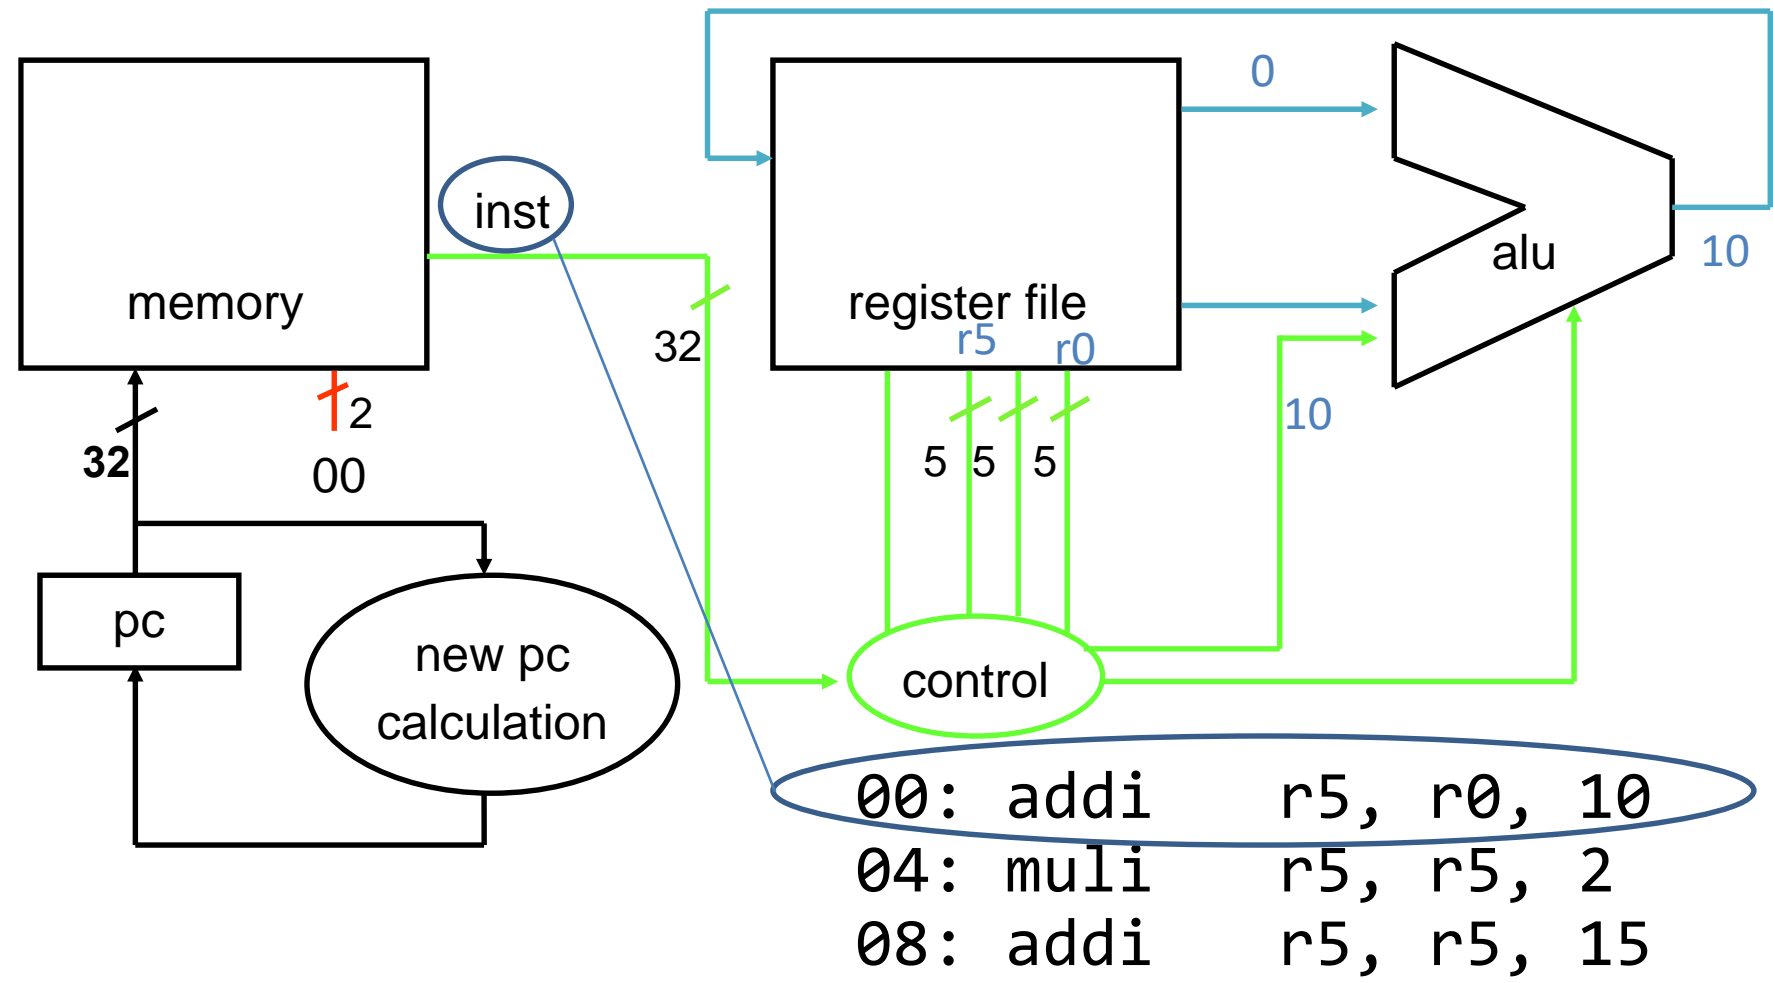 0
inst
alu
10
memory
register file
32
r5
r0
2
10
32
00
5
5
5
pc
new pc
calculation
control
00: addi r5, r0, 10
04: muli r5, r5, 2
08: addi r5, r5, 15